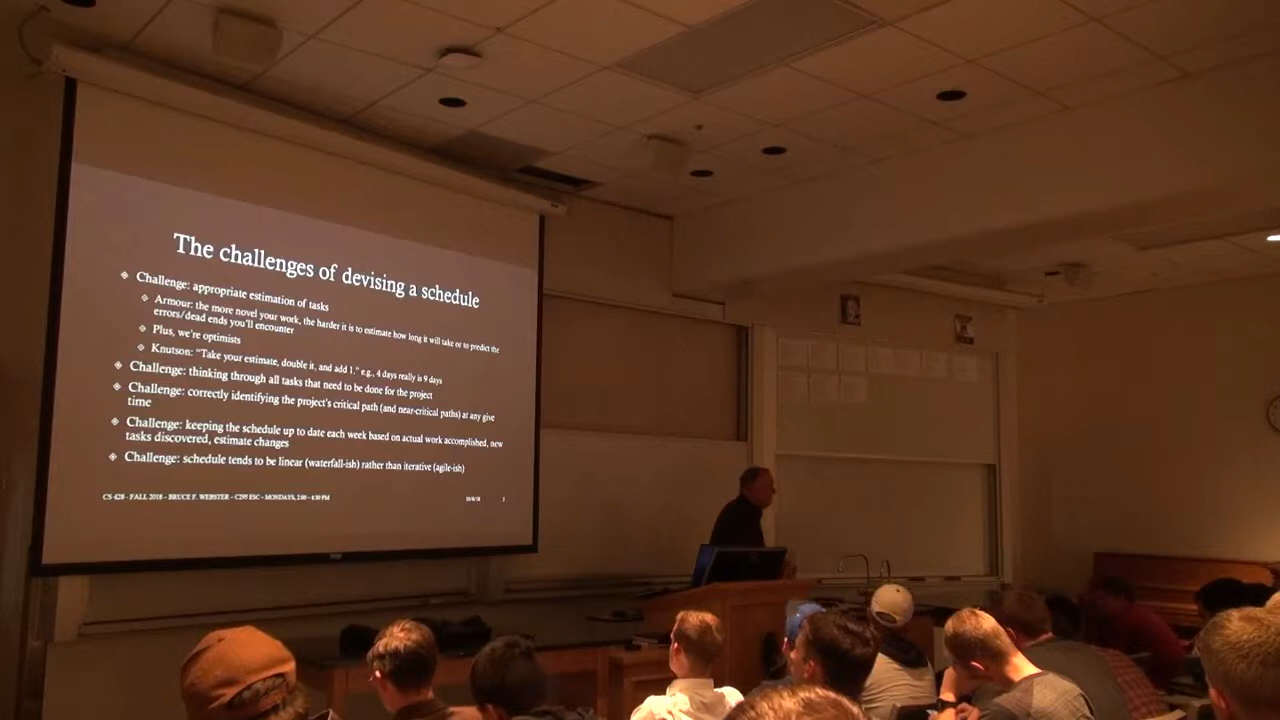 The challenges of devising a schedule
Challenge: appropriate estimation of tasks
Armour: the more novel your work, the harder it is to estimate how long it will take or to predict the
errors/dead ends you'll encounter
Plus, we're optimists
Knutson: "Take your estimate, double it, and add 1." e.g., 4 days really is 9 days
Challenge: thinking through all tasks that need to be done for the project
Challenge: correctly identifying the project's critical path (and near-critical paths) at any give
time
Challenge: keeping the schedule up to date each week based on actual work accomplished, new
tasks discovered, estimate changes
Challenge: schedule tends to be linear (waterfall-ish) rather than iterative (agile-ish)
CS 428 - FALL 2018 - BRUCE F. WEBSTER - C295 ESC - MONDAYS, 2:00 - 4:30 PM